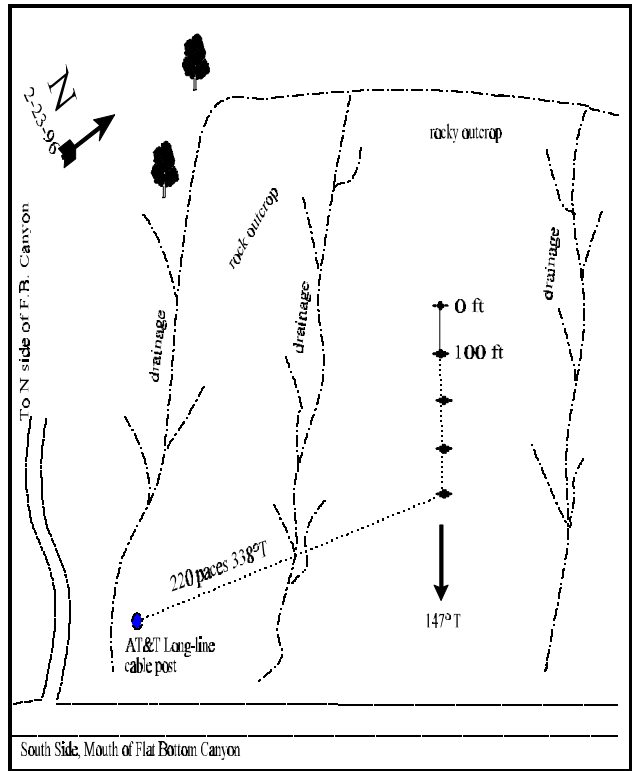 N
2-23-96
rocky outcrop
To N side of F.B. Canyon
rock outcrop
drainage
drainage
drainage
0 ft
100 ft
220 paces 338°T
147°T
AT&T Long-line
cable post
South Side, Mouth of Flat Bottom Canyon